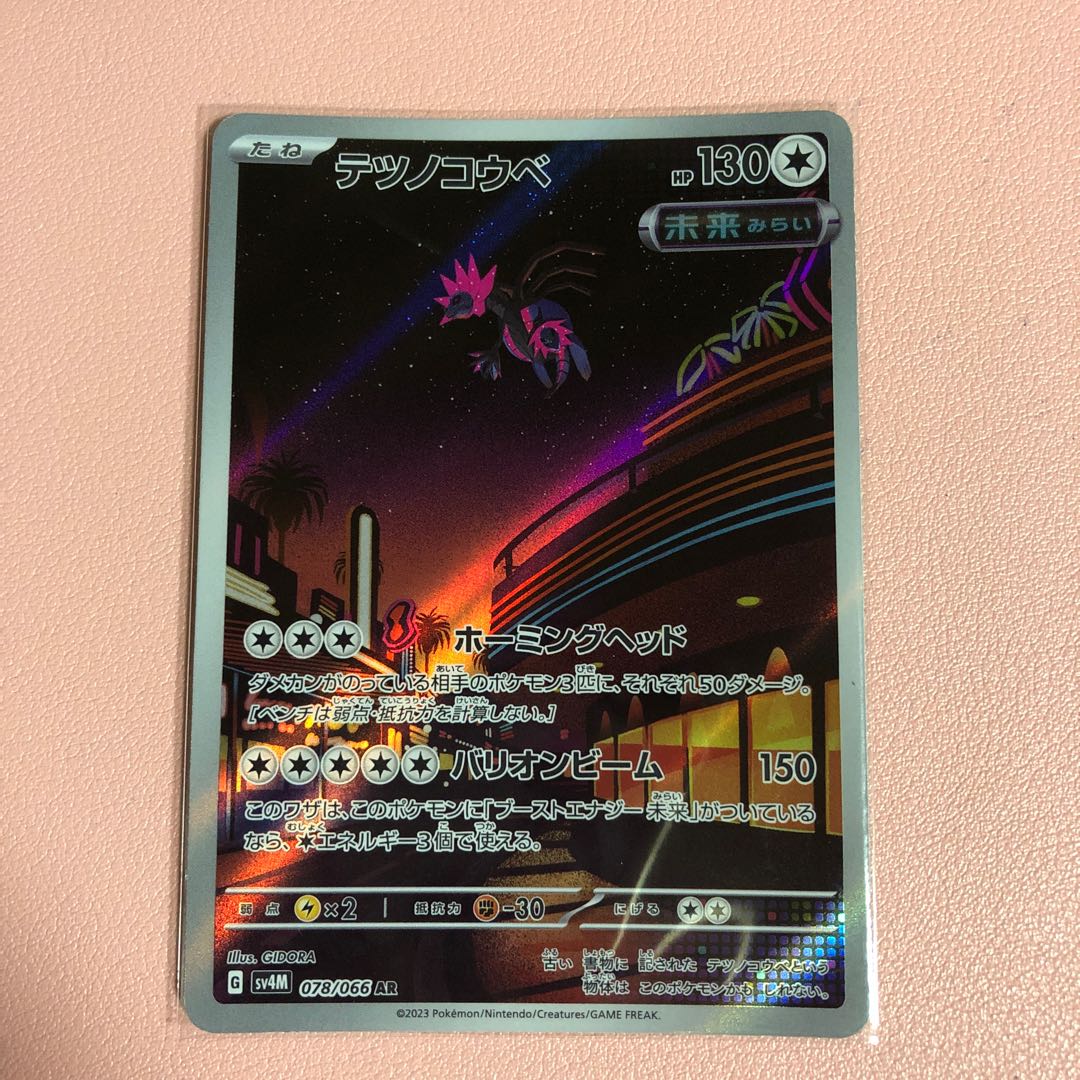 たね テツノコウベ HP 130
未来 みらい
ホーミングヘッド
ダメカンがのっている相手のポケモン3匹に、それぞれ50ダメージ。
[ベンチは弱点・抵抗力を計算しない。]
バリオンビーム 150
このワザは、このポケモンに「ブーストエナジー 未来」がついている
なら、エネルギー3個で使える。
弱点 ×2 抵抗力 -30 にげる
Illus. GIDORA
古い 書物に 記された テツノコウベという
物体は このポケモンかも しれない。
G sv4M 078/066 AR
©2023 Pokémon/Nintendo/Creatures/GAME FREAK.